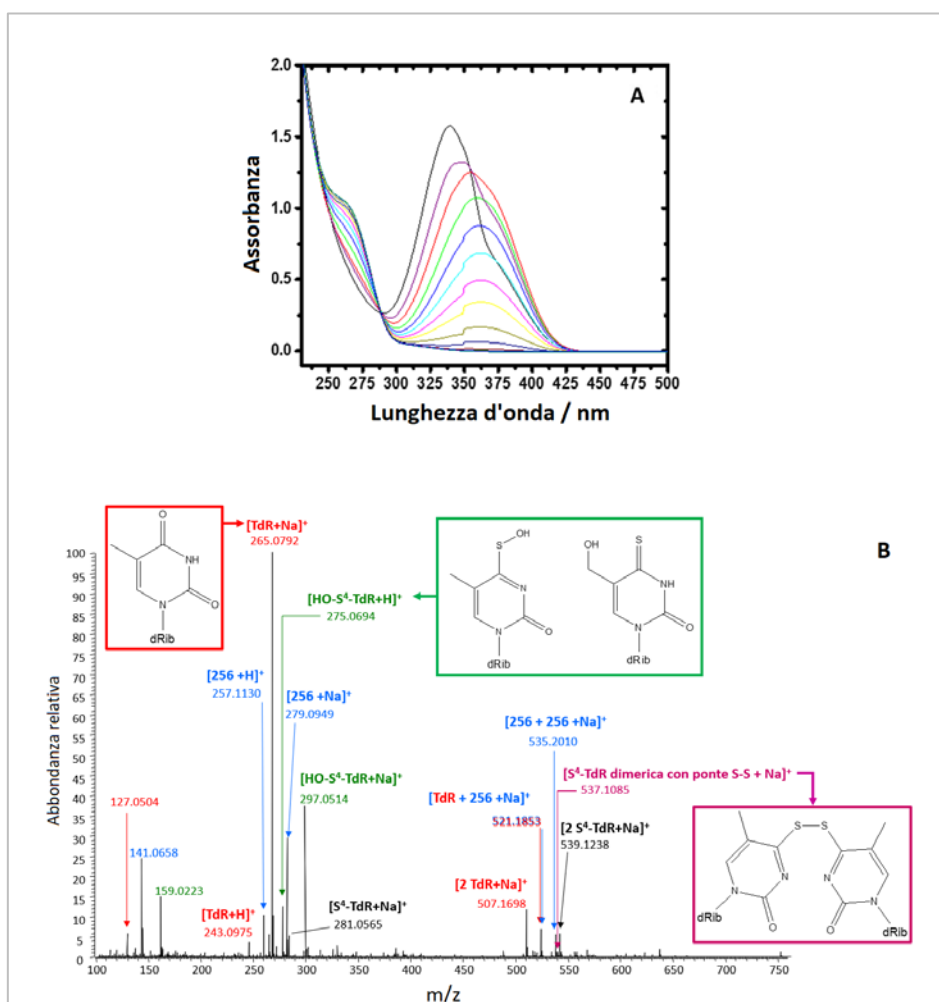 A
2.0
1.5
1.0
0.5
0.0
Assorbanza
250 275 300 325 350 375 400 425 450 475 500
Lunghezza d'onda / nm
B
[TdR+Na]⁺
265.0792
O
NH
N
O
dRib
[HO-S⁴-TdR+H]⁺
275.0694
S
OH
N
N
O
dRib
OH
S
NH
N
O
dRib
[256 +H]⁺
257.1130
[256 +Na]⁺
279.0949
[256 + 256 +Na]⁺
535.2010
[HO-S⁴-TdR+Na]⁺
297.0514
[S⁴-TdR dimerica con ponte S-S + Na]⁺
537.1085
[TdR + 256 +Na]⁺
521.1853
[2 S⁴-TdR+Na]⁺
539.1238
S S
N N
N N
O O
dRib dRib
127.0504
141.0658
159.0223
[TdR+H]⁺
243.0975
[S⁴-TdR+Na]⁺
281.0565
[2 TdR+Na]⁺
507.1698
Abbondanza relativa
100
95
90
85
80
75
70
65
60
55
50
45
40
35
30
25
20
15
10
5
0
100 150 200 250 300 350 400 450 500 550 600 650 700 750
m/z